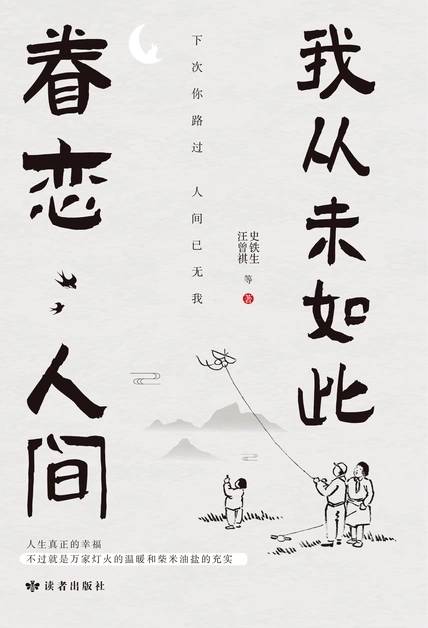 我从未如此
眷恋人间
下次你路过 人间已无我
史铁生
汪曾祺
等
著
人生真正的幸福
不过就是万家灯火的温暖和柴米油盐的充实
读者出版社